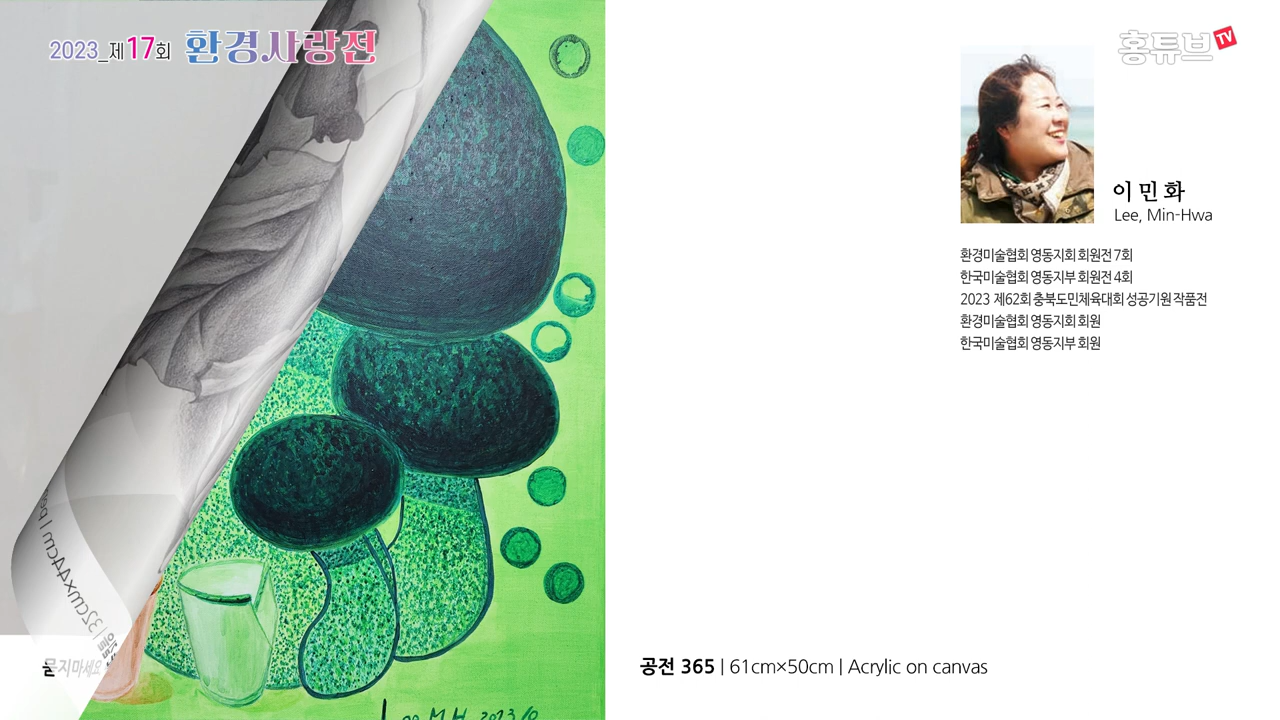 2023_제17회 환경사랑전
홍튜브TV
이민화
Lee, Min-Hwa
환경미술협회 영동지회 회원전 7회
한국미술협회 영동지부 회원전 4회
2023 제62회 충북도민체육대회 성공기원 작품전
환경미술협회 영동지회 회원
한국미술협회 영동지부 회원
32cm×44cm |
묻지마세요
Lee M H 2023.10
공전 365 | 61cm×50cm | Acrylic on canvas